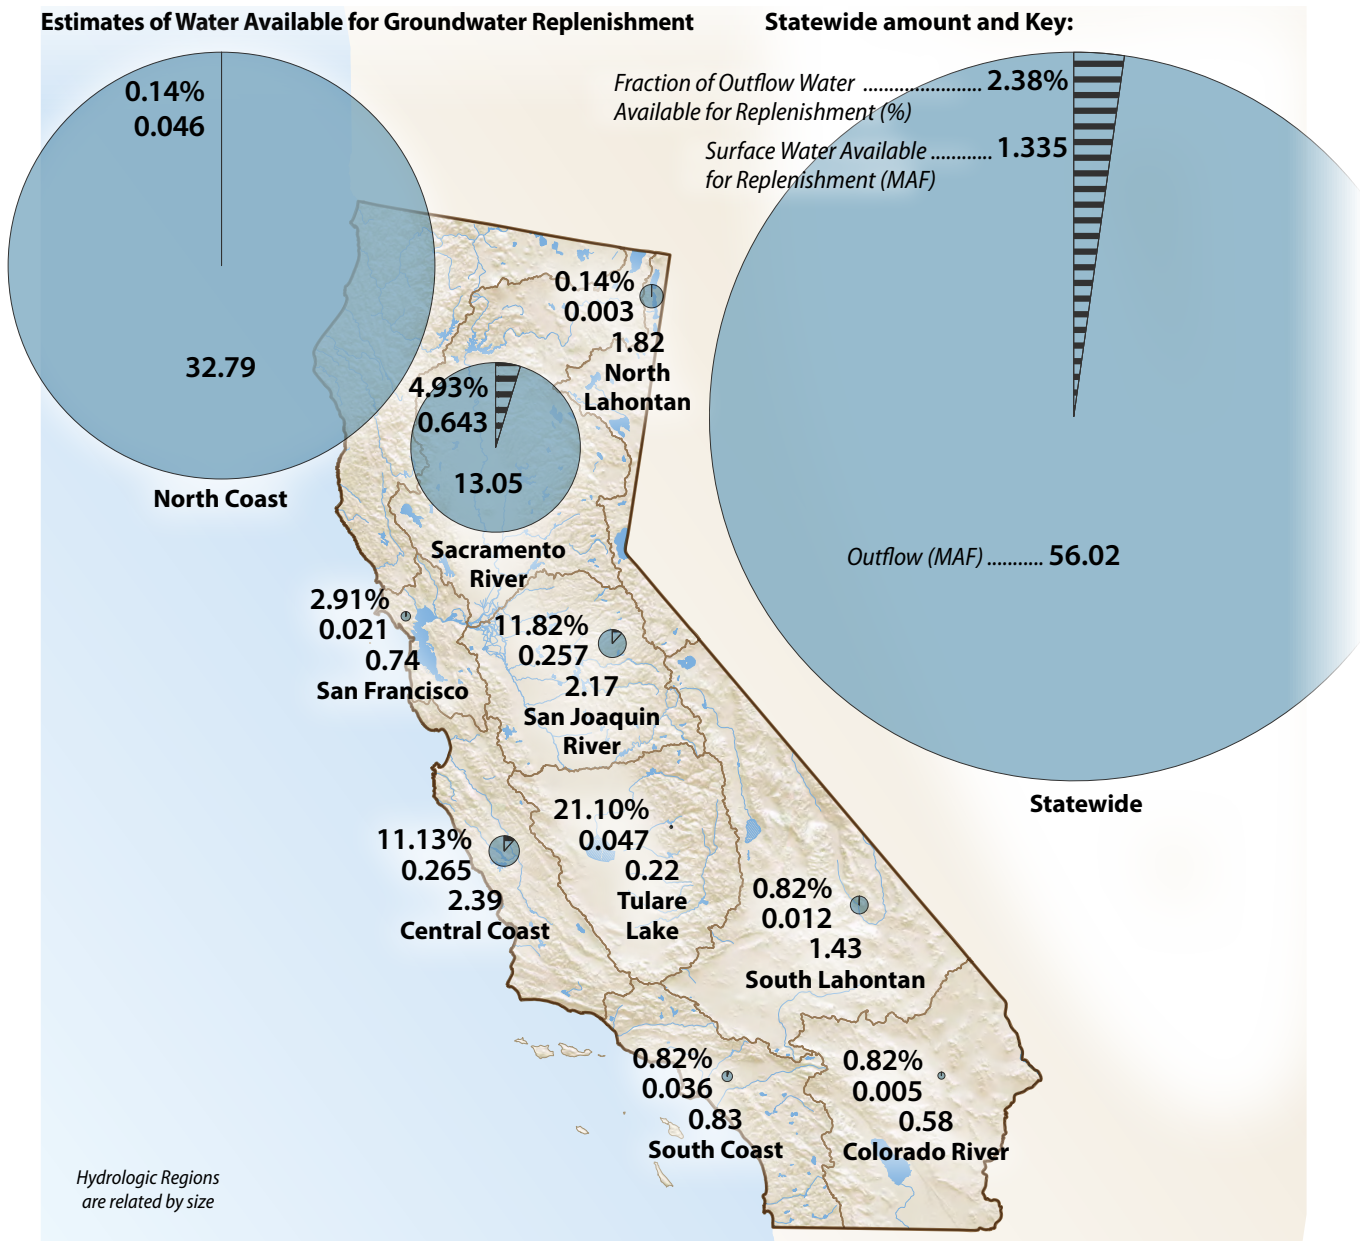 Estimates of Water Available for Groundwater Replenishment
Statewide amount and Key:
Fraction of Outflow Water ...................... 2.38%
Available for Replenishment (%)
Surface Water Available ............ 1.335
for Replenishment (MAF)
Outflow (MAF) ........... 56.02
Statewide
0.14%
0.046
32.79
North Coast
0.14%
0.003
1.82
North
Lahontan
4.93%
0.643
13.05
Sacramento
River
2.91%
0.021
0.74
San Francisco
11.82%
0.257
2.17
San Joaquin
River
21.10%
0.047
0.22
Tulare
Lake
11.13%
0.265
2.39
Central Coast
0.82%
0.012
1.43
South Lahontan
0.82%
0.036
0.83
South Coast
0.82%
0.005
0.58
Colorado River
Hydrologic Regions
are related by size